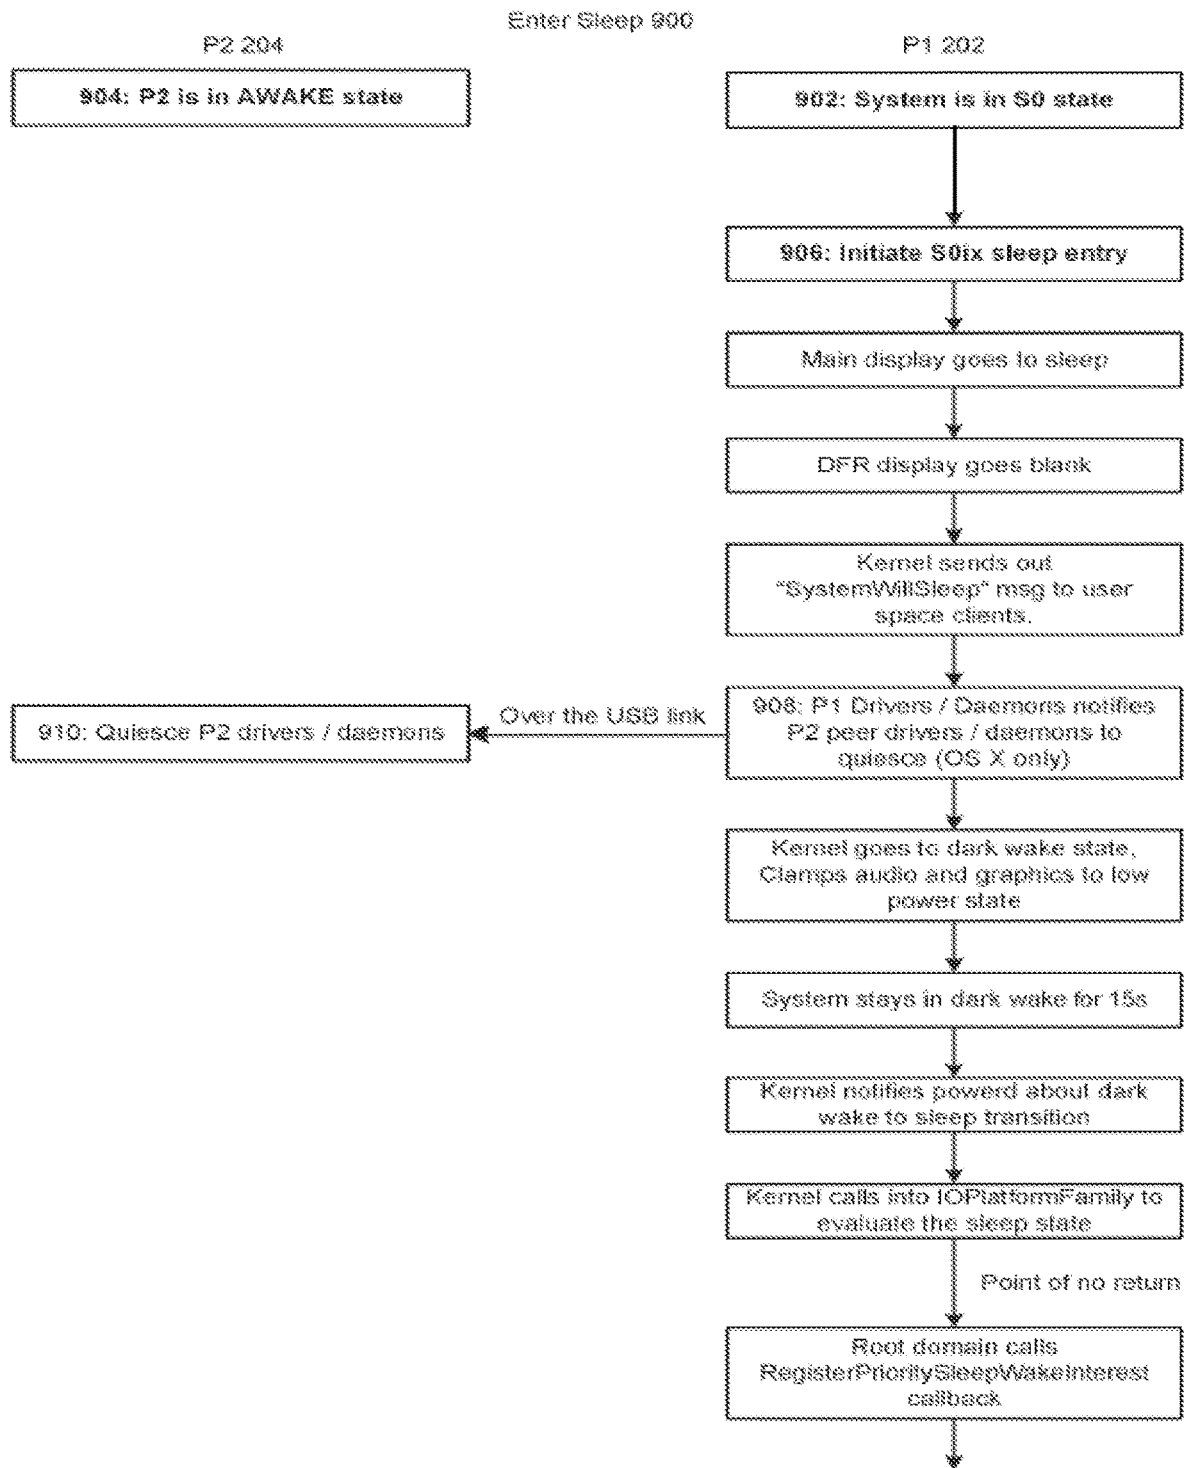 Enter Sleep 900
P2 204
P1 202
904: P2 is in AWAKE state
902: System is in S0 state
906: Initiate S0ix sleep entry
Main display goes to sleep
DFR display goes blank
Kernel sends out
"SystemWillSleep" msg to user
space clients.
910: Quiesce P2 drivers / daemons
Over the USB link
908: P1 Drivers / Daemons notifies
P2 peer drivers / daemons to
quiesce (OS X only)
Kernel goes to dark wake state,
Clamps audio and graphics to low
power state
System stays in dark wake for 15s
Kernel notifies powerd about dark
wake to sleep transition
Kernel calls into IOPlatformFamily to
evaluate the sleep state
Point of no return
Root domain calls
RegisterPrioritySleepWakeInterest
callback